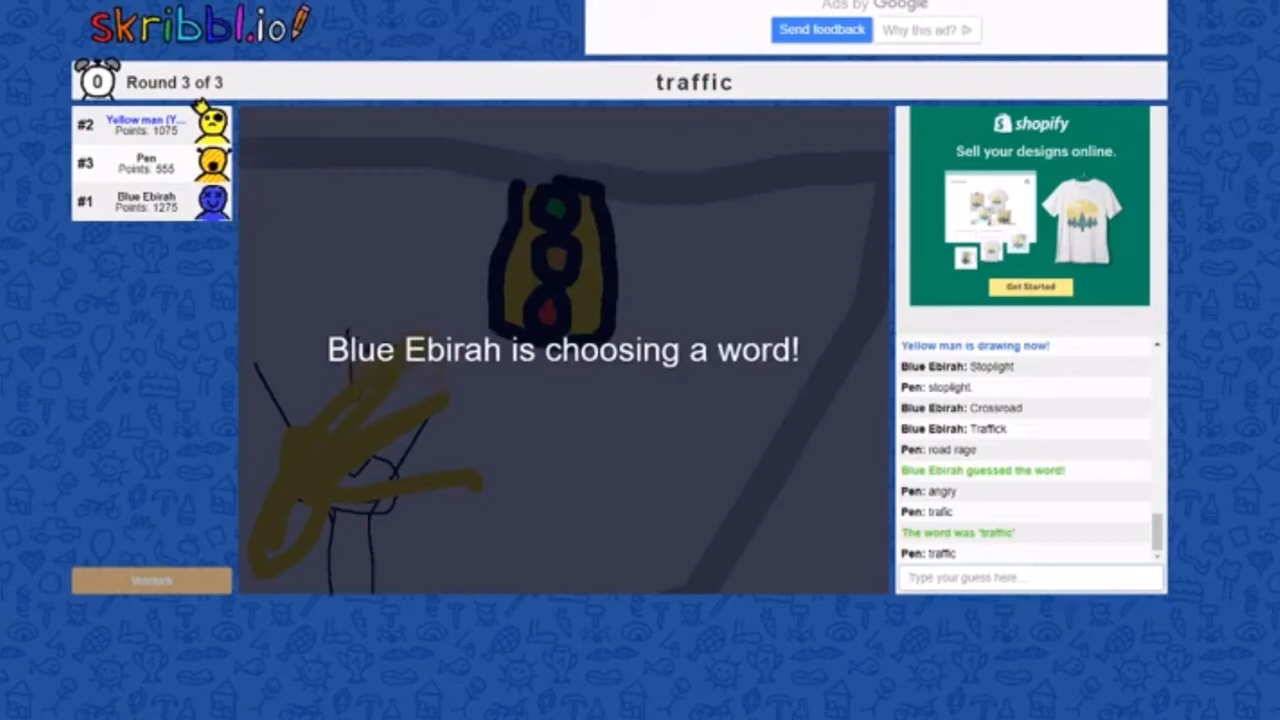 Ads by Google
skribbl.io
Send feedback
Why this ad?
0
Round 3 of 3
traffic
#2
Yellow man (Y...
Points: 1075
#3
Pen
Points: 555
#1
Blue Ebirah
Points: 1275
Votekick
Blue Ebirah is choosing a word!
shopify
Sell your designs online.
Get Started
Yellow man is drawing now!
Blue Ebirah: Stoplight
Pen: stoplight.
Blue Ebirah: Crossroad
Blue Ebirah: Traffick
Pen: road rage
Blue Ebirah guessed the word!
Pen: angry
Pen: trafic
The word was 'traffic'
Pen: traffic
Type your guess here...